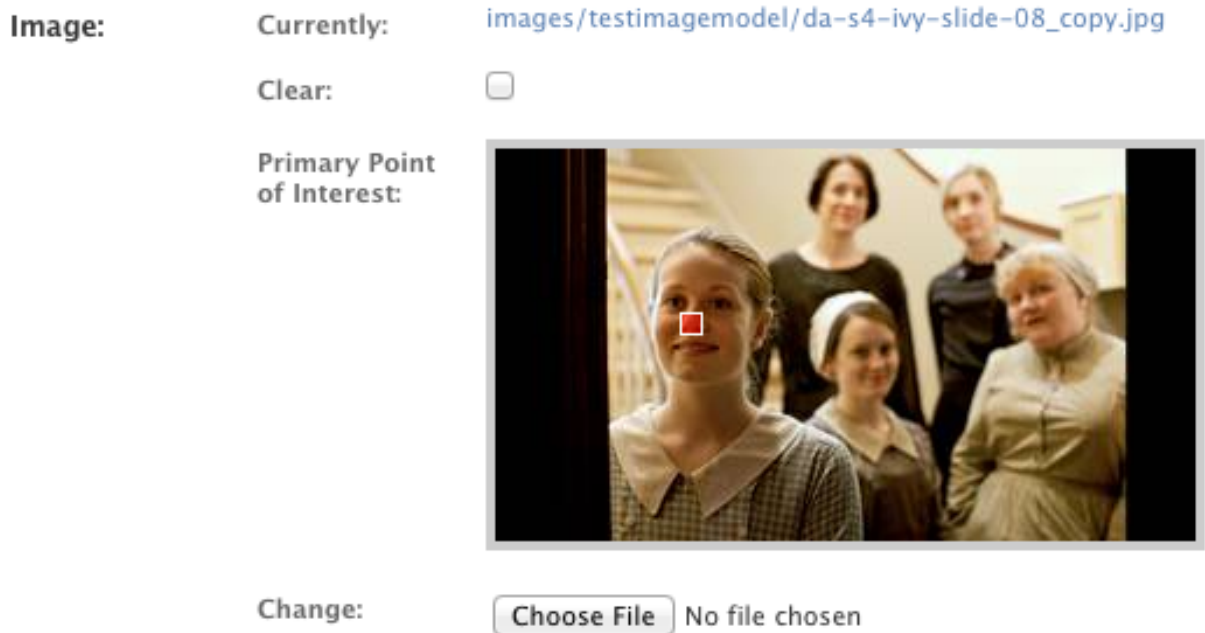 Image:
Currently:
images/testimagemodel/da-s4-ivy-slide-08_copy.jpg
Clear:
Primary Point
of Interest:
Change:
Choose File
No file chosen